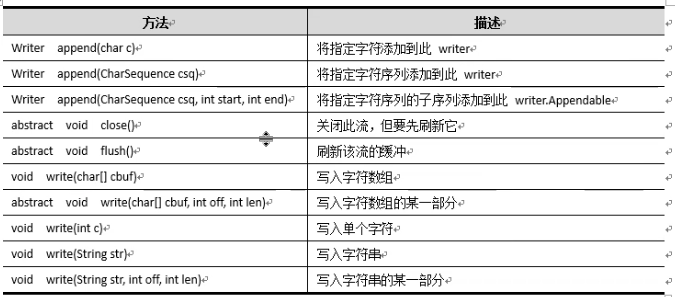 方法 描述
Writer append(char c) 将指定字符添加到此 writer
Writer append(CharSequence csq) 将指定字符序列添加到此 writer
Writer append(CharSequence csq, int start, int end) 将指定字符序列的子序列添加到此 writer.Appendable
abstract void close() 关闭此流，但要先刷新它
abstract void flush() 刷新该流的缓冲
void write(char[] cbuf) 写入字符数组
abstract void write(char[] cbuf, int off, int len) 写入字符数组的某一部分
void write(int c) 写入单个字符
void write(String str) 写入字符串
void write(String str, int off, int len) 写入字符串的某一部分